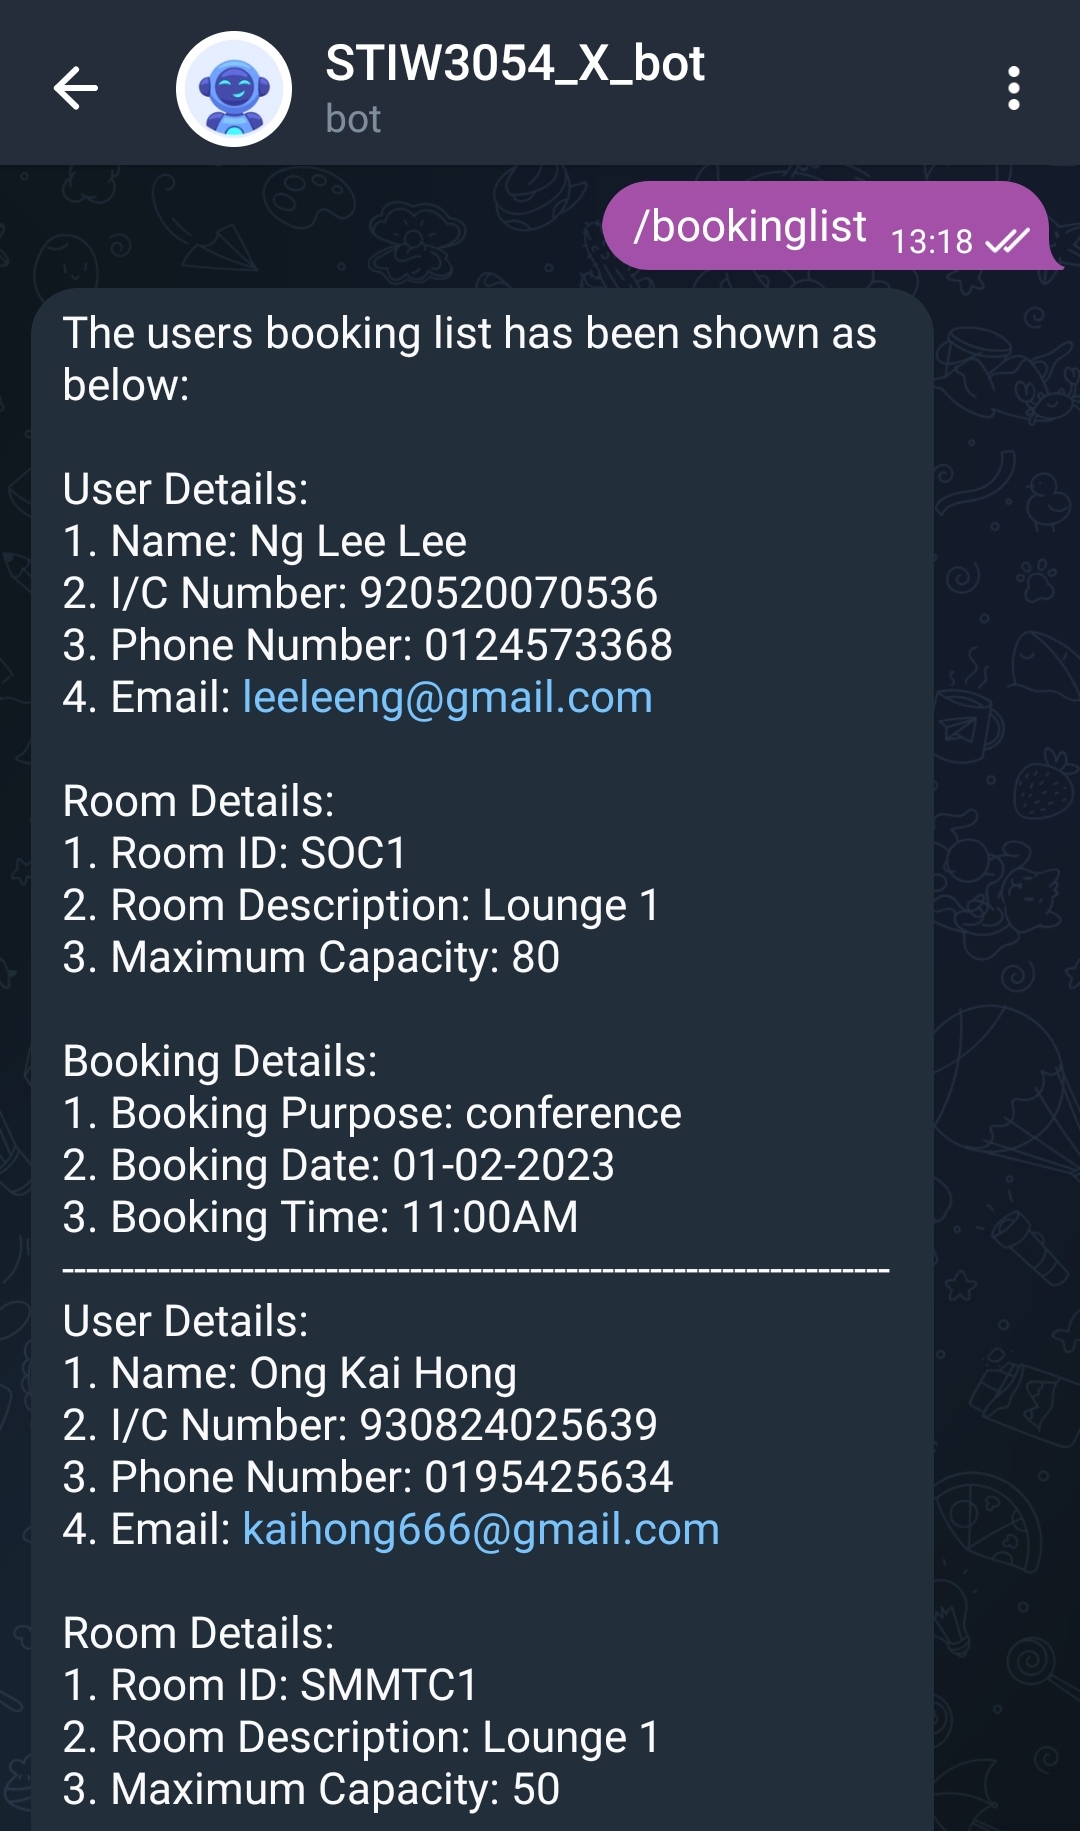 STIW3054_X_bot
bot
/bookinglist 13:18
The users booking list has been shown as
below:
User Details:
1. Name: Ng Lee Lee
2. I/C Number: 920520070536
3. Phone Number: 0124573368
4. Email: leeleeng@gmail.com
Room Details:
1. Room ID: SOC1
2. Room Description: Lounge 1
3. Maximum Capacity: 80
Booking Details:
1. Booking Purpose: conference
2. Booking Date: 01-02-2023
3. Booking Time: 11:00AM
---------------------------------------------------------------------
User Details:
1. Name: Ong Kai Hong
2. I/C Number: 930824025639
3. Phone Number: 0195425634
4. Email: kaihong666@gmail.com
Room Details:
1. Room ID: SMMTC1
2. Room Description: Lounge 1
3. Maximum Capacity: 50